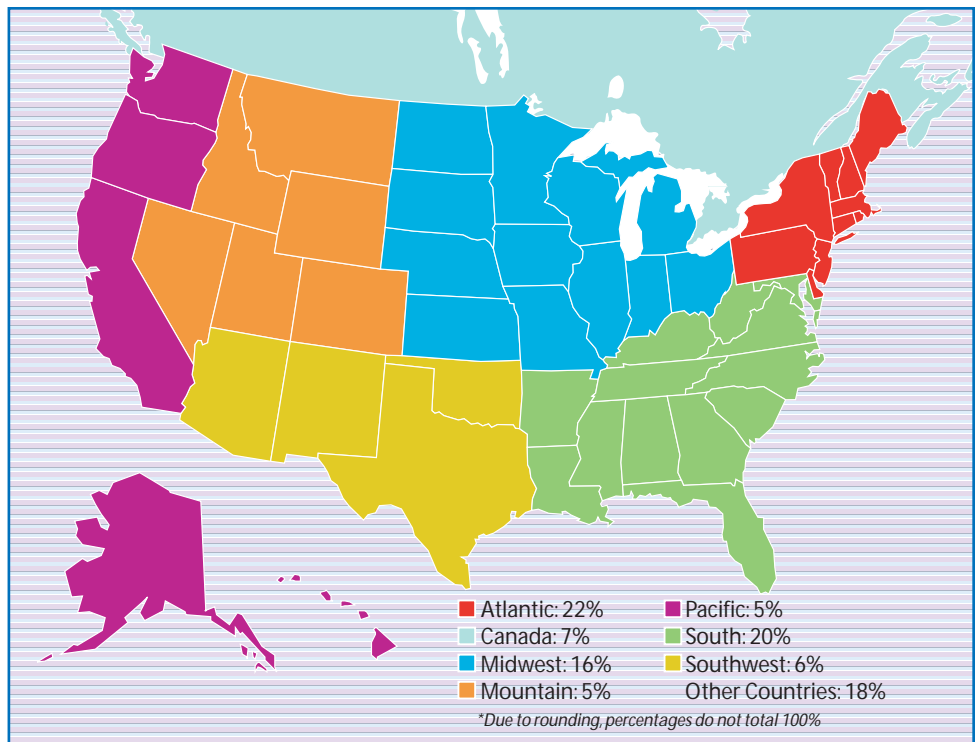 Atlantic: 22%
Canada: 7%
Midwest: 16%
Mountain: 5%
Pacific: 5%
South: 20%
Southwest: 6%
Other Countries: 18%
*Due to rounding, percentages do not total 100%